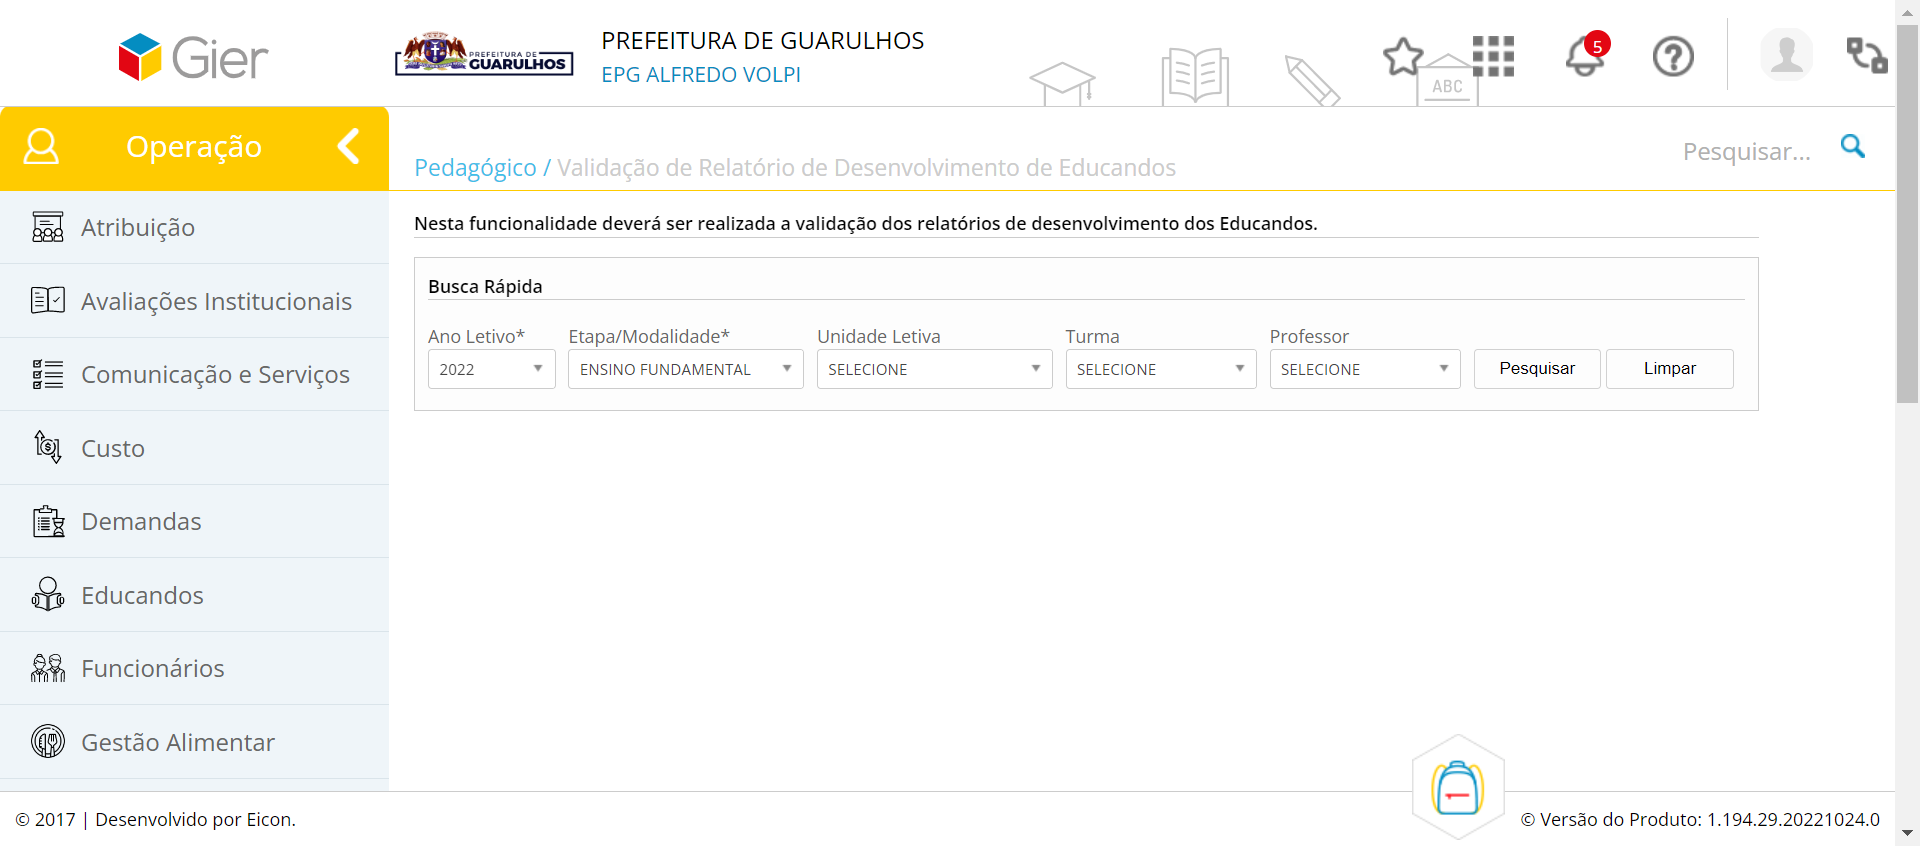 Gier
PREFEITURA DE
GUARULHOS
PREFEITURA DE GUARULHOS
EPG ALFREDO VOLPI
ABC
5
Operação
Pedagógico / Validação de Relatório de Desenvolvimento de Educandos
Pesquisar...
Atribuição
Avaliações Institucionais
Comunicação e Serviços
Custo
Demandas
Educandos
Funcionários
Gestão Alimentar
Nesta funcionalidade deverá ser realizada a validação dos relatórios de desenvolvimento dos Educandos.
Busca Rápida
Ano Letivo* Etapa/Modalidade* Unidade Letiva Turma Professor
2022 ENSINO FUNDAMENTAL SELECIONE SELECIONE SELECIONE Pesquisar Limpar
© 2017 | Desenvolvido por Eicon.
© Versão do Produto: 1.194.29.20221024.0